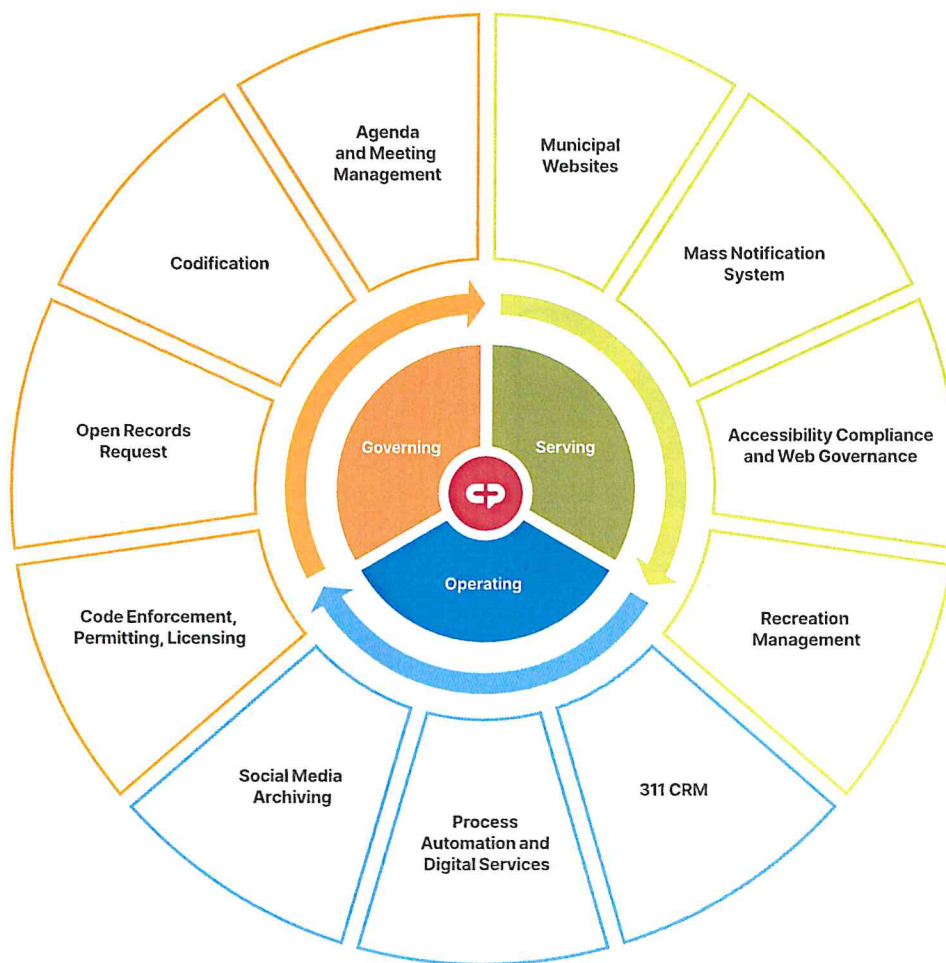 Agenda
and Meeting
Management
Municipal
Websites
Mass Notification
System
Accessibility Compliance
and Web Governance
Recreation
Management
311 CRM
Process
Automation and
Digital Services
Social Media
Archiving
Code Enforcement,
Permitting, Licensing
Open Records
Request
Codification
Governing
Serving
Operating